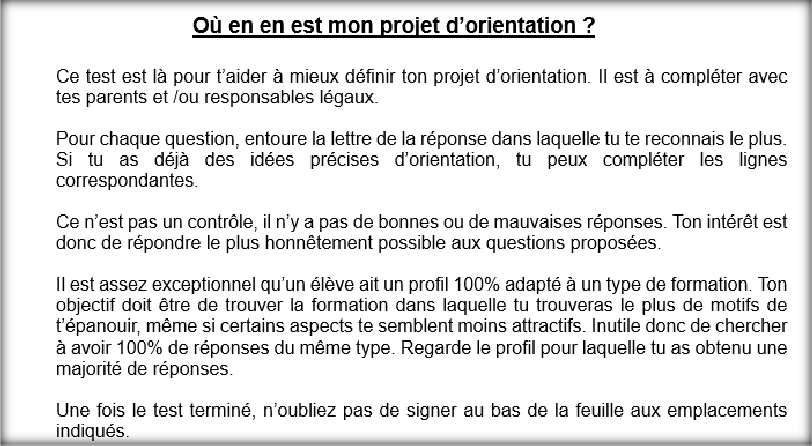 Où en en est mon projet d’orientation ?
Ce test est là pour t’aider à mieux définir ton projet d’orientation. Il est à compléter avec
tes parents et /ou responsables légaux.
Pour chaque question, entoure la lettre de la réponse dans laquelle tu te reconnais le plus.
Si tu as déjà des idées précises d’orientation, tu peux compléter les lignes
correspondantes.
Ce n’est pas un contrôle, il n’y a pas de bonnes ou de mauvaises réponses. Ton intérêt est
donc de répondre le plus honnêtement possible aux questions proposées.
Il est assez exceptionnel qu’un élève ait un profil 100% adapté à un type de formation. Ton
objectif doit être de trouver la formation dans laquelle tu trouveras le plus de motifs de
t’épanouir, même si certains aspects te semblent moins attractifs. Inutile donc de chercher
à avoir 100% de réponses du même type. Regarde le profil pour laquelle tu as obtenu une
majorité de réponses.
Une fois le test terminé, n’oubliez pas de signer au bas de la feuille aux emplacements
indiqués.